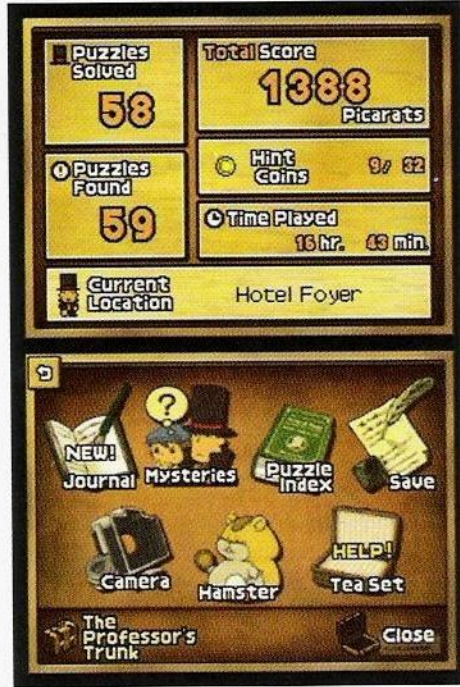 Puzzles
Solved
58
Total Score
1388
Picarats
Puzzles
Found
59
Hint
Coins
9/ 32
Time Played
16 hr. 43 min.
Current
Location
Hotel Foyer
?
NEW!
Journal
Mysteries
Puzzle
Index
Save
Camera
Hamster
HELP!
Tea Set
The
Professor's
Trunk
Close